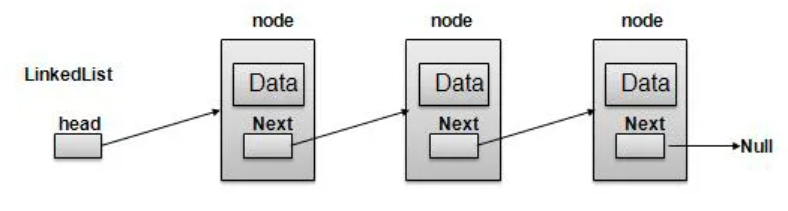 node node node
LinkedList
Data Data Data
head Next Next Next
Null